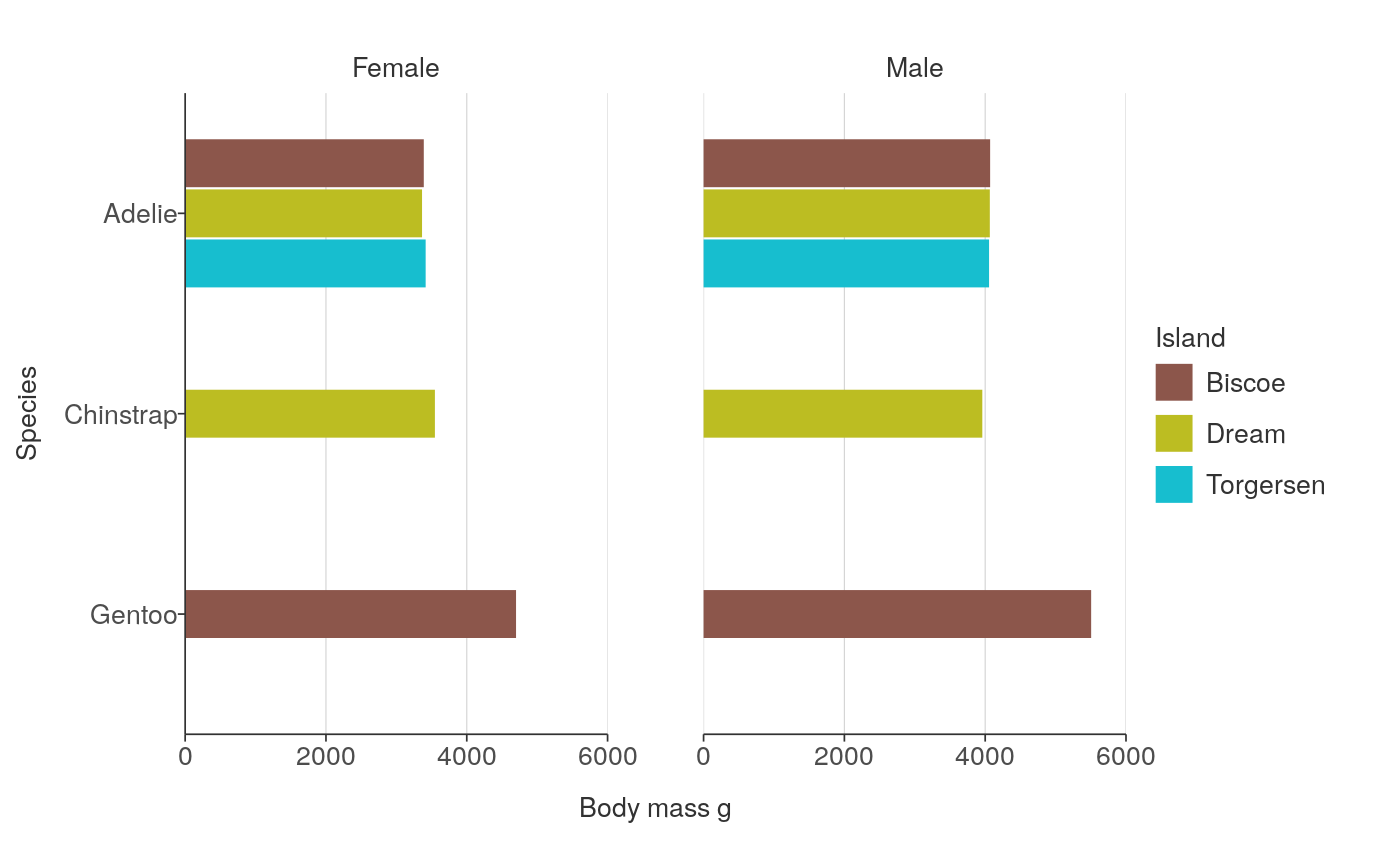 Female
Male
Adelie
Chinstrap
Gentoo
Species
0 2000 4000 6000
0 2000 4000 6000
Body mass g
Island
Biscoe
Dream
Torgersen